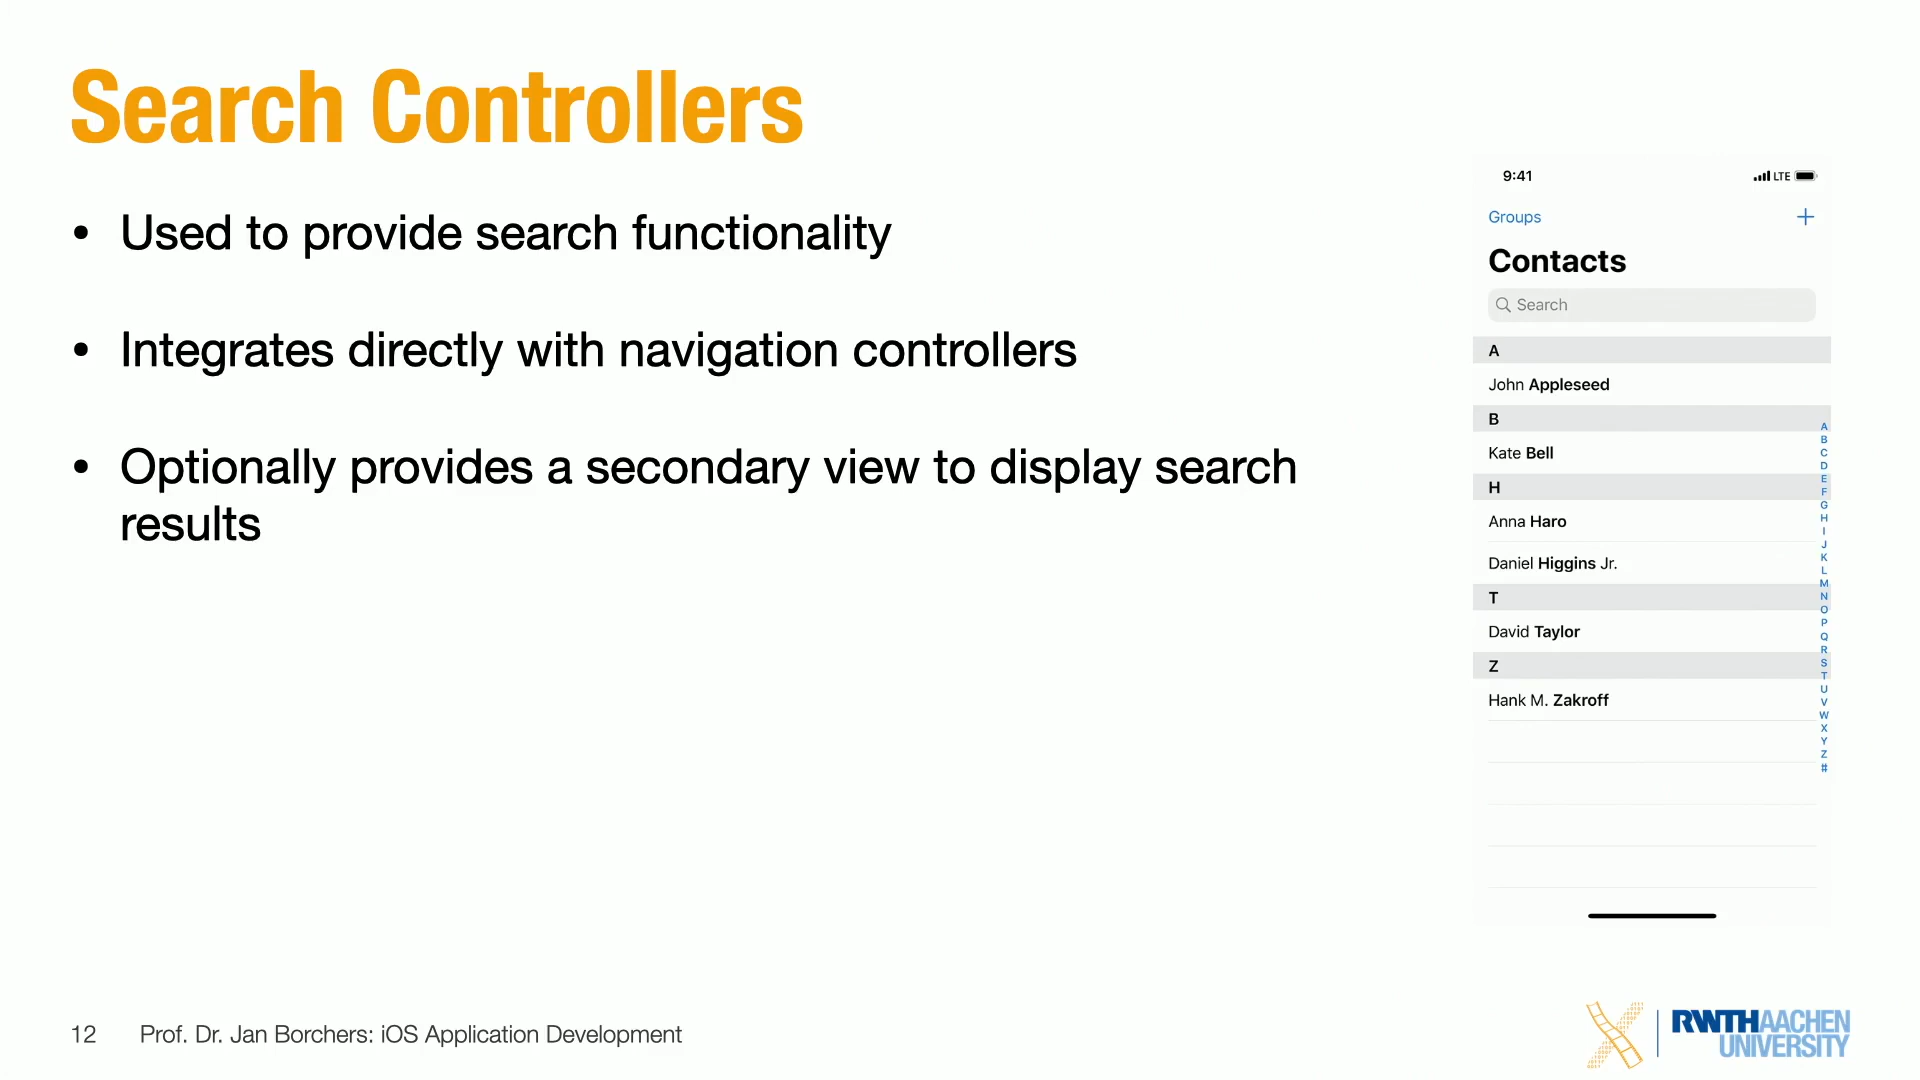 Search Controllers
• Used to provide search functionality
• Integrates directly with navigation controllers
• Optionally provides a secondary view to display search
results
9:41
LTE
Groups
+
Contacts
Search
A
John Appleseed
B
Kate Bell
H
Anna Haro
Daniel Higgins Jr.
T
David Taylor
Z
Hank M. Zakroff
A
B
C
D
E
F
G
H
I
J
K
L
M
N
O
P
Q
R
S
T
U
V
W
X
Y
Z
#
12 Prof. Dr. Jan Borchers: iOS Application Development
RWTHAACHEN
UNIVERSITY